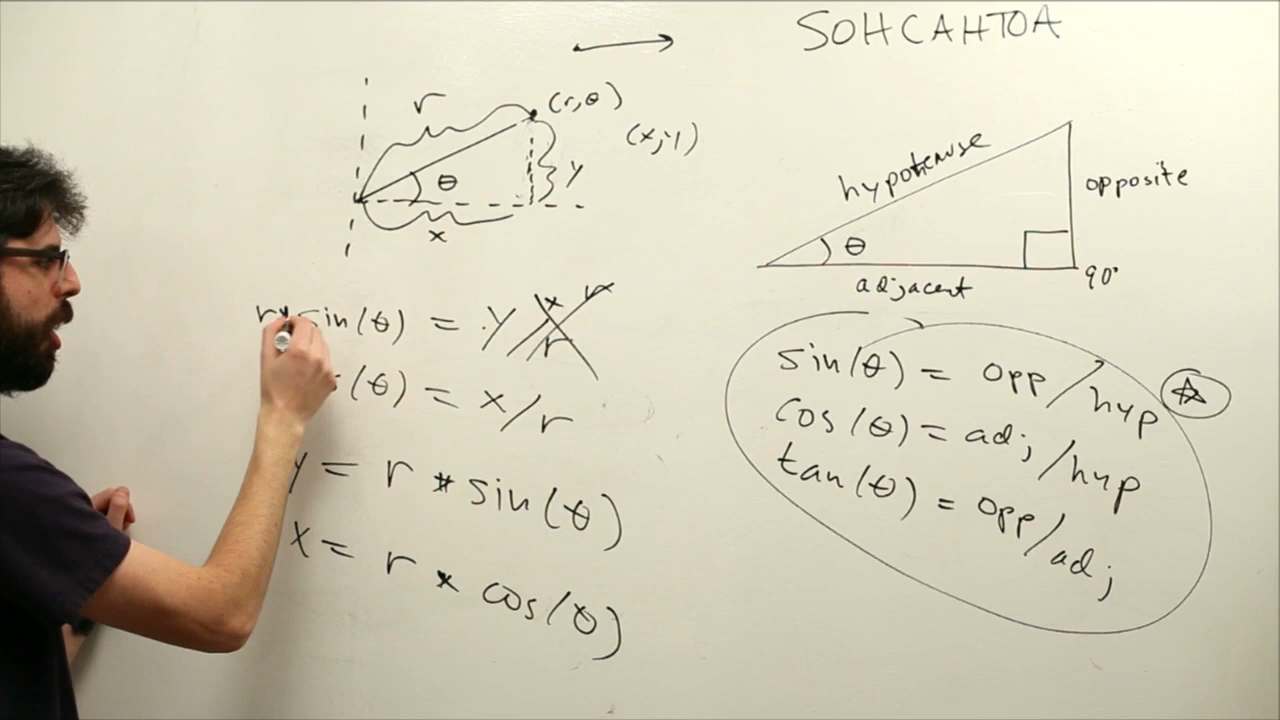 SOHCAHTOA
r
(r,θ)
(x,y)
θ
y
x
hypotenuse
opposite
θ
adjacent
90°
r* sin(θ) = y
(θ) = x/r
y = r * sin(θ)
x = r * cos(θ)
sin(θ) = opp/hyp
cos(θ) = adj/hyp
tan(θ) = opp/adj